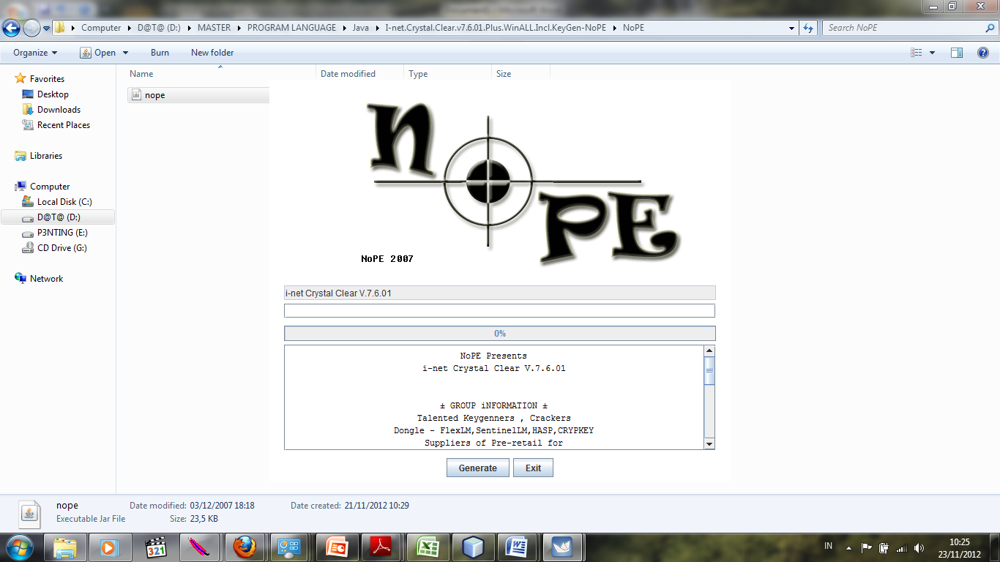 Computer ▸ D@T@ (D:) ▸ MASTER ▸ PROGRAM LANGUAGE ▸ Java ▸ I-net.Crystal.Clear.v7.6.01.Plus.WinALL.Incl.KeyGen-NoPE ▸ NoPE
Search NoPE
Organize Open Burn New folder
Name Date modified Type Size
Favorites
Desktop
Downloads
Recent Places
Libraries
Computer
Local Disk (C:)
D@T@ (D:)
P3NTING (E:)
CD Drive (G:)
Network
nope
nOPE
NoPE 2007
i-net Crystal Clear V.7.6.01
0%
NoPE Presents
i-net Crystal Clear V.7.6.01
± GROUP iNFORMATION ±
Talented Keygenners , Crackers
Dongle - FlexLM,SentinelLM,HASP,CRYPKEY
Suppliers of Pre-retail for
Generate Exit
nope Date modified: 03/12/2007 18:18 Date created: 21/11/2012 10:29
Executable Jar File Size: 23,5 KB
321
IN
10:25
23/11/2012